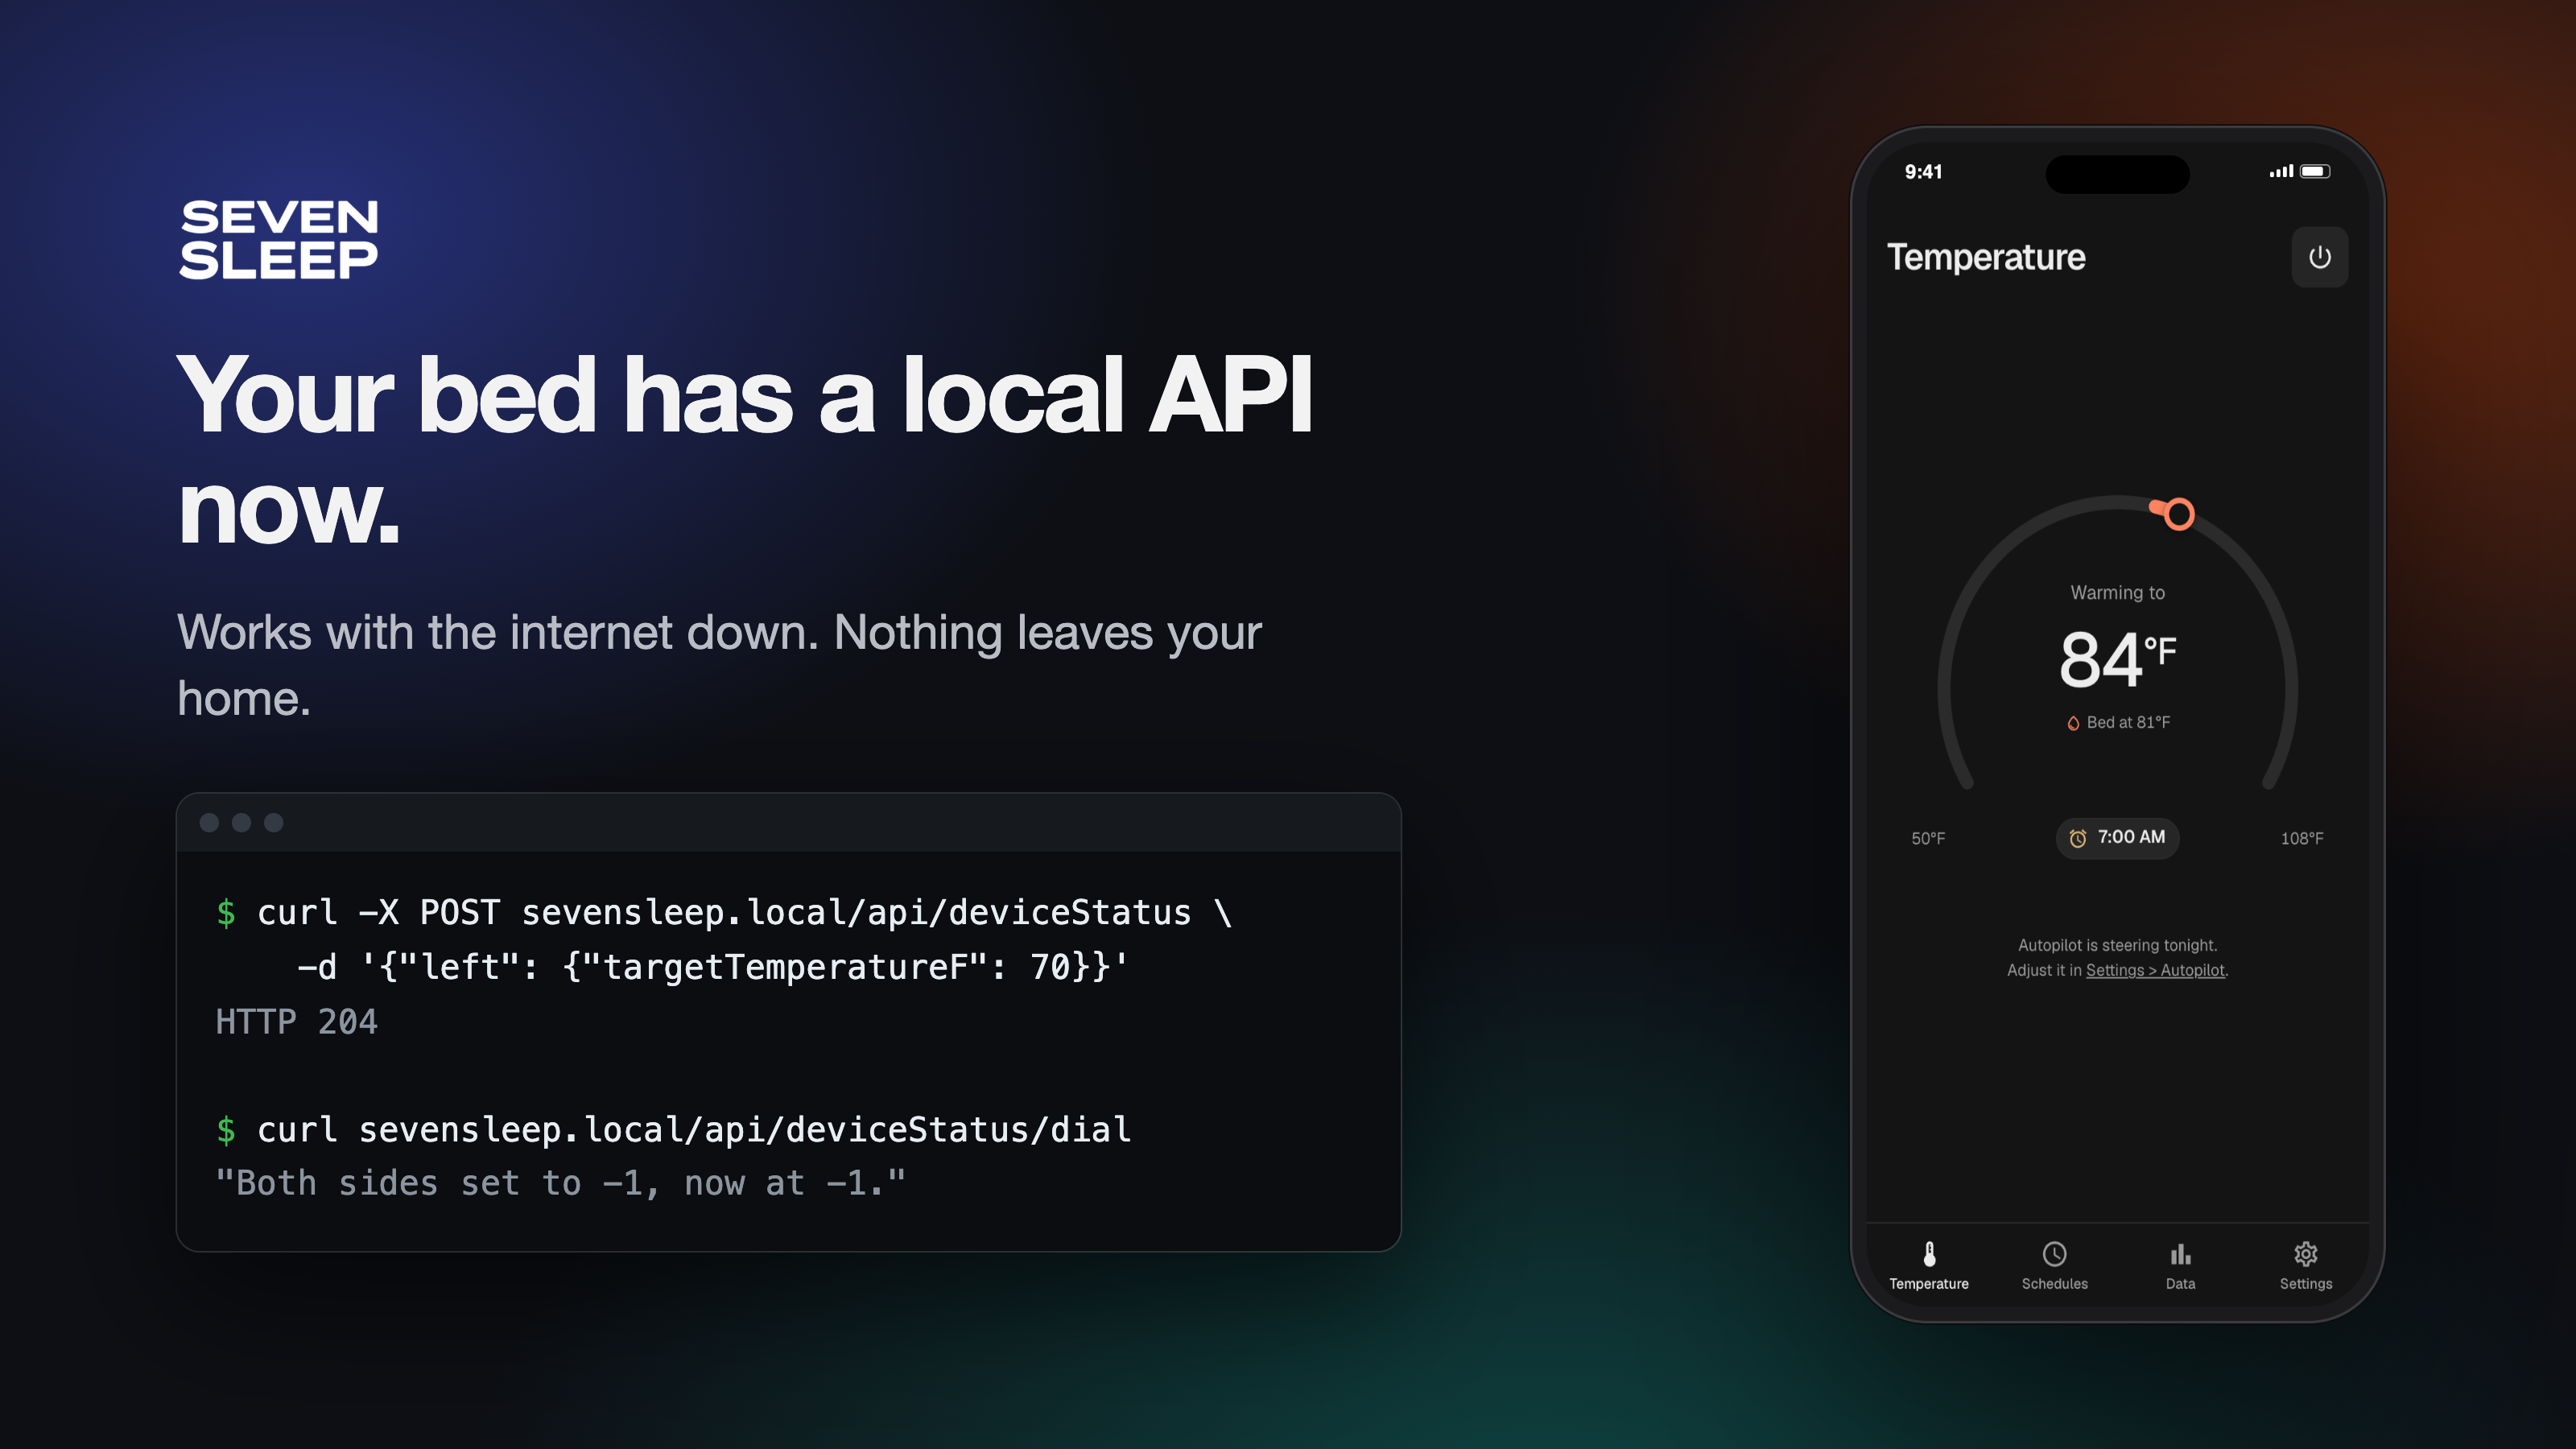 SEVEN
SLEEP
Your bed has a local API
now.
Works with the internet down. Nothing leaves your
home.
$ curl -X POST sevensleep.local/api/deviceStatus \
-d '{"left": {"targetTemperatureF": 70}}'
HTTP 204
$ curl sevensleep.local/api/deviceStatus/dial
"Both sides set to -1, now at -1."
9:41
Temperature
Warming to
84°F
Bed at 81°F
50°F
7:00 AM
108°F
Autopilot is steering tonight.
Adjust it in Settings > Autopilot.
Temperature
Schedules
Data
Settings